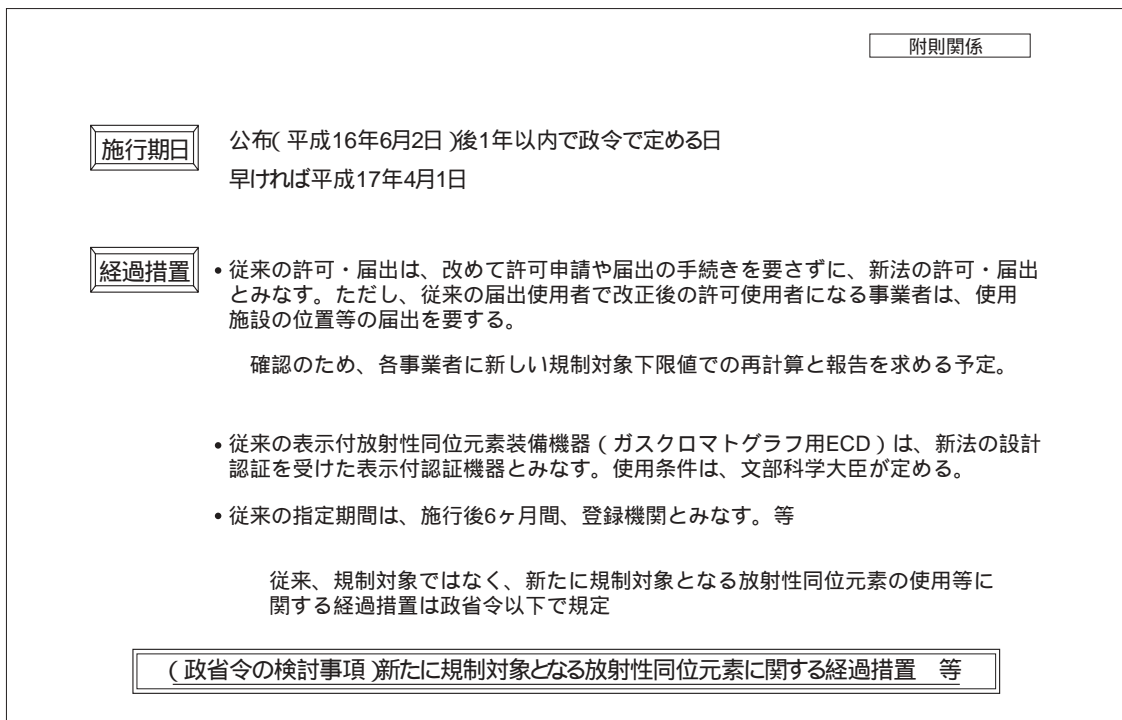 附則関係
施行期日
公布(平成16年6月2日)後1年以内で政令で定める日
早ければ平成17年4月1日
経過措置
• 従来の許可・届出は、改めて許可申請や届出の手続きを要さずに、新法の許可・届出
とみなす。ただし、従来の届出使用者で改正後の許可使用者になる事業者は、使用
施設の位置等の届出を要する。
確認のため、各事業者に新しい規制対象下限値での再計算と報告を求める予定。
• 従来の表示付放射性同位元素装備機器(ガスクロマトグラフ用ECD)は、新法の設計
認証を受けた表示付認証機器とみなす。使用条件は、文部科学大臣が定める。
• 従来の指定期間は、施行後6ヶ月間、登録機関とみなす。等
従来、規制対象ではなく、新たに規制対象となる放射性同位元素の使用等に
関する経過措置は政省令以下で規定
(政省令の検討事項)新たに規制対象となる放射性同位元素に関する経過措置 等